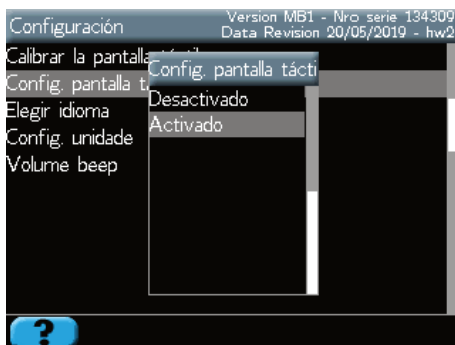 Configuración
Version MB1 - Nro serie 134309
Data Revision 20/05/2019 - hw2
Calibrar la pantalla
Config. pantalla tácti
Config. pantalla t
Desactivado
Elegir idioma
Activado
Config. unidade
Volume beep
?